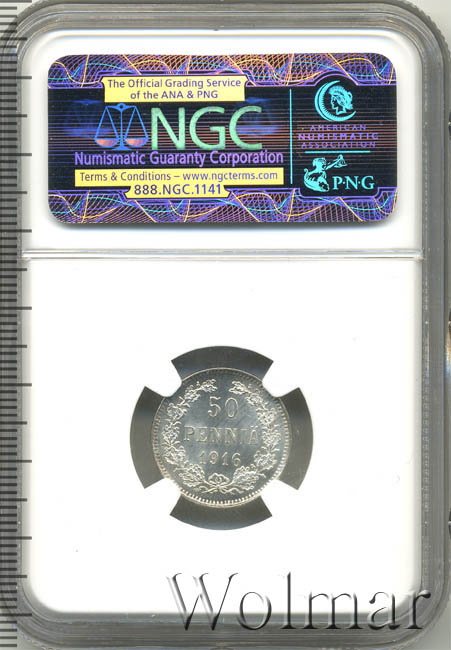 The Official Grading Service
of the ANA & PNG
NGC
Numismatic Guaranty Corporation
Terms & Conditions – www.ngcterms.com
888.NGC.1141
AMERICAN
NUMISMATIC
ASSOCIATION
P·N·G
50
PENNIÄ
1916
Wolmar